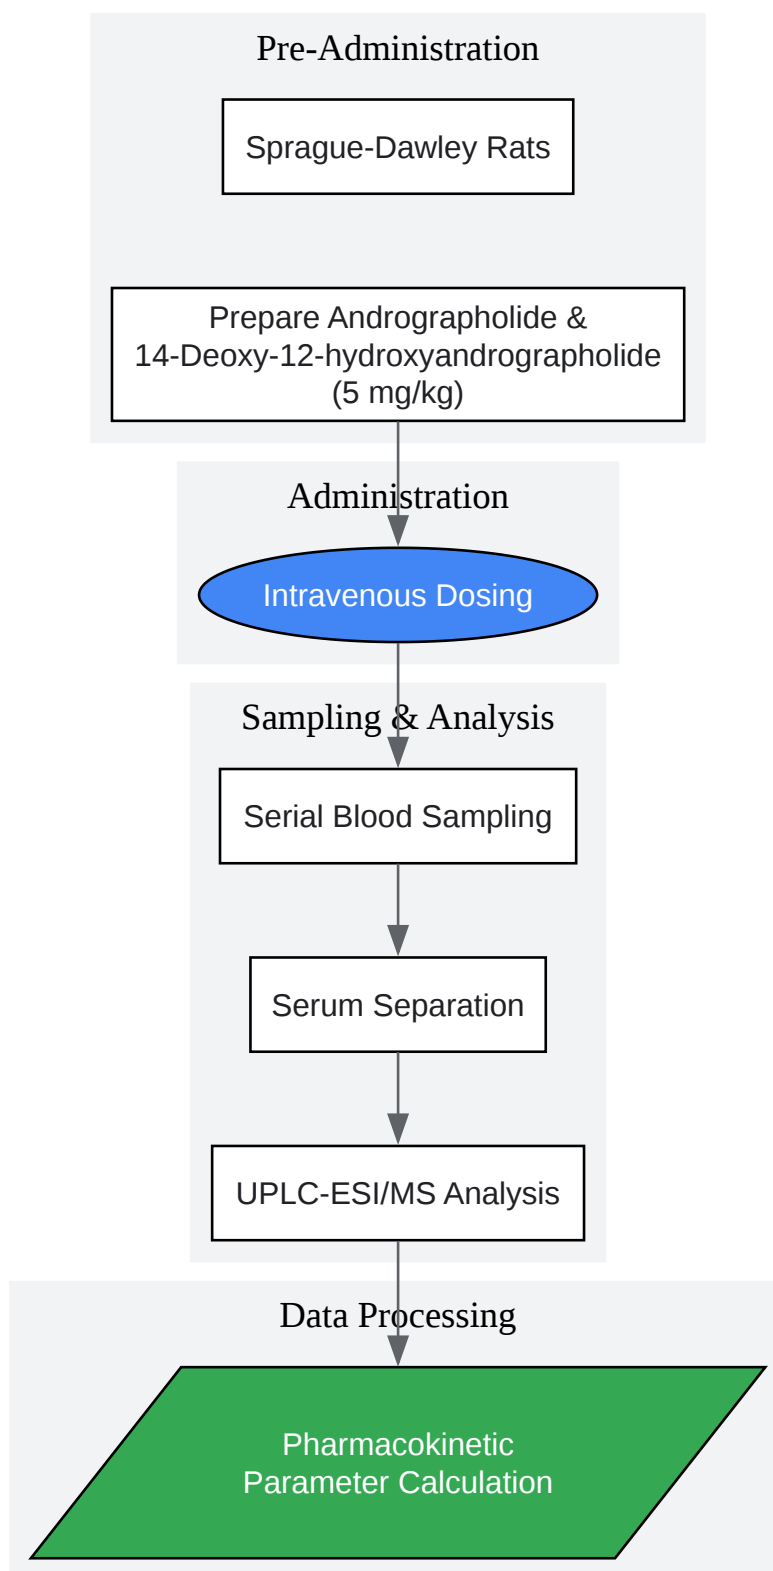 Pre-Administration
Sprague-Dawley Rats
Prepare Andrographolide &
14-Deoxy-12-hydroxyandrographolide
(5 mg/kg)
Administration
Intravenous Dosing
Sampling & Analysis
Serial Blood Sampling
Serum Separation
UPLC-ESI/MS Analysis
Data Processing
Pharmacokinetic
Parameter Calculation